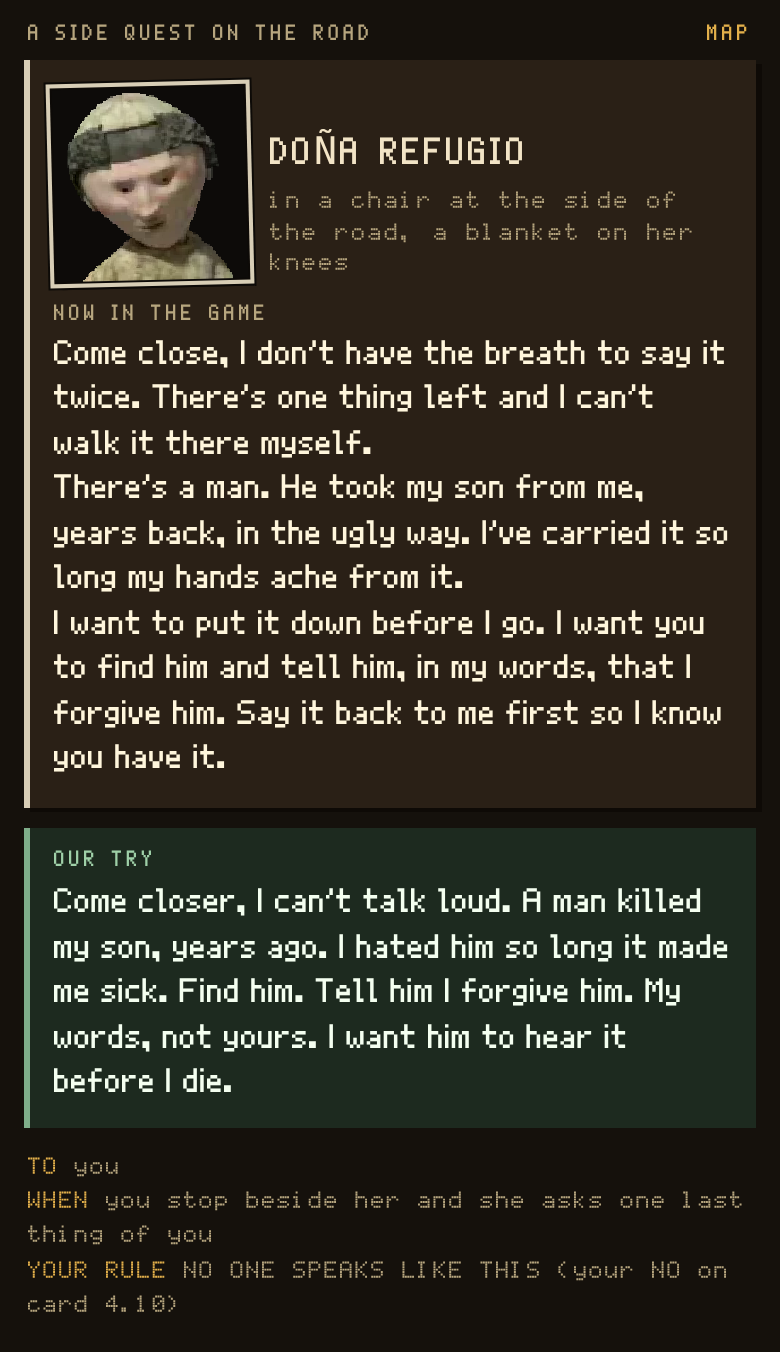 A SIDE QUEST ON THE ROAD
MAP
DOÑA REFUGIO
in a chair at the side of
the road, a blanket on her
knees
NOW IN THE GAME
Come close, I don't have the breath to say it
twice. There's one thing left and I can't
walk it there myself.
There's a man. He took my son from me,
years back, in the ugly way. I've carried it so
long my hands ache from it.
I want to put it down before I go. I want you
to find him and tell him, in my words, that I
forgive him. Say it back to me first so I know
you have it.
OUR TRY
Come closer, I can't talk loud. A man killed
my son, years ago. I hated him so long it made
me sick. Find him. Tell him I forgive him. My
words, not yours. I want him to hear it
before I die.
TO you
WHEN you stop beside her and she asks one last
thing of you
YOUR RULE NO ONE SPEAKS LIKE THIS (your NO on
card 4.10)